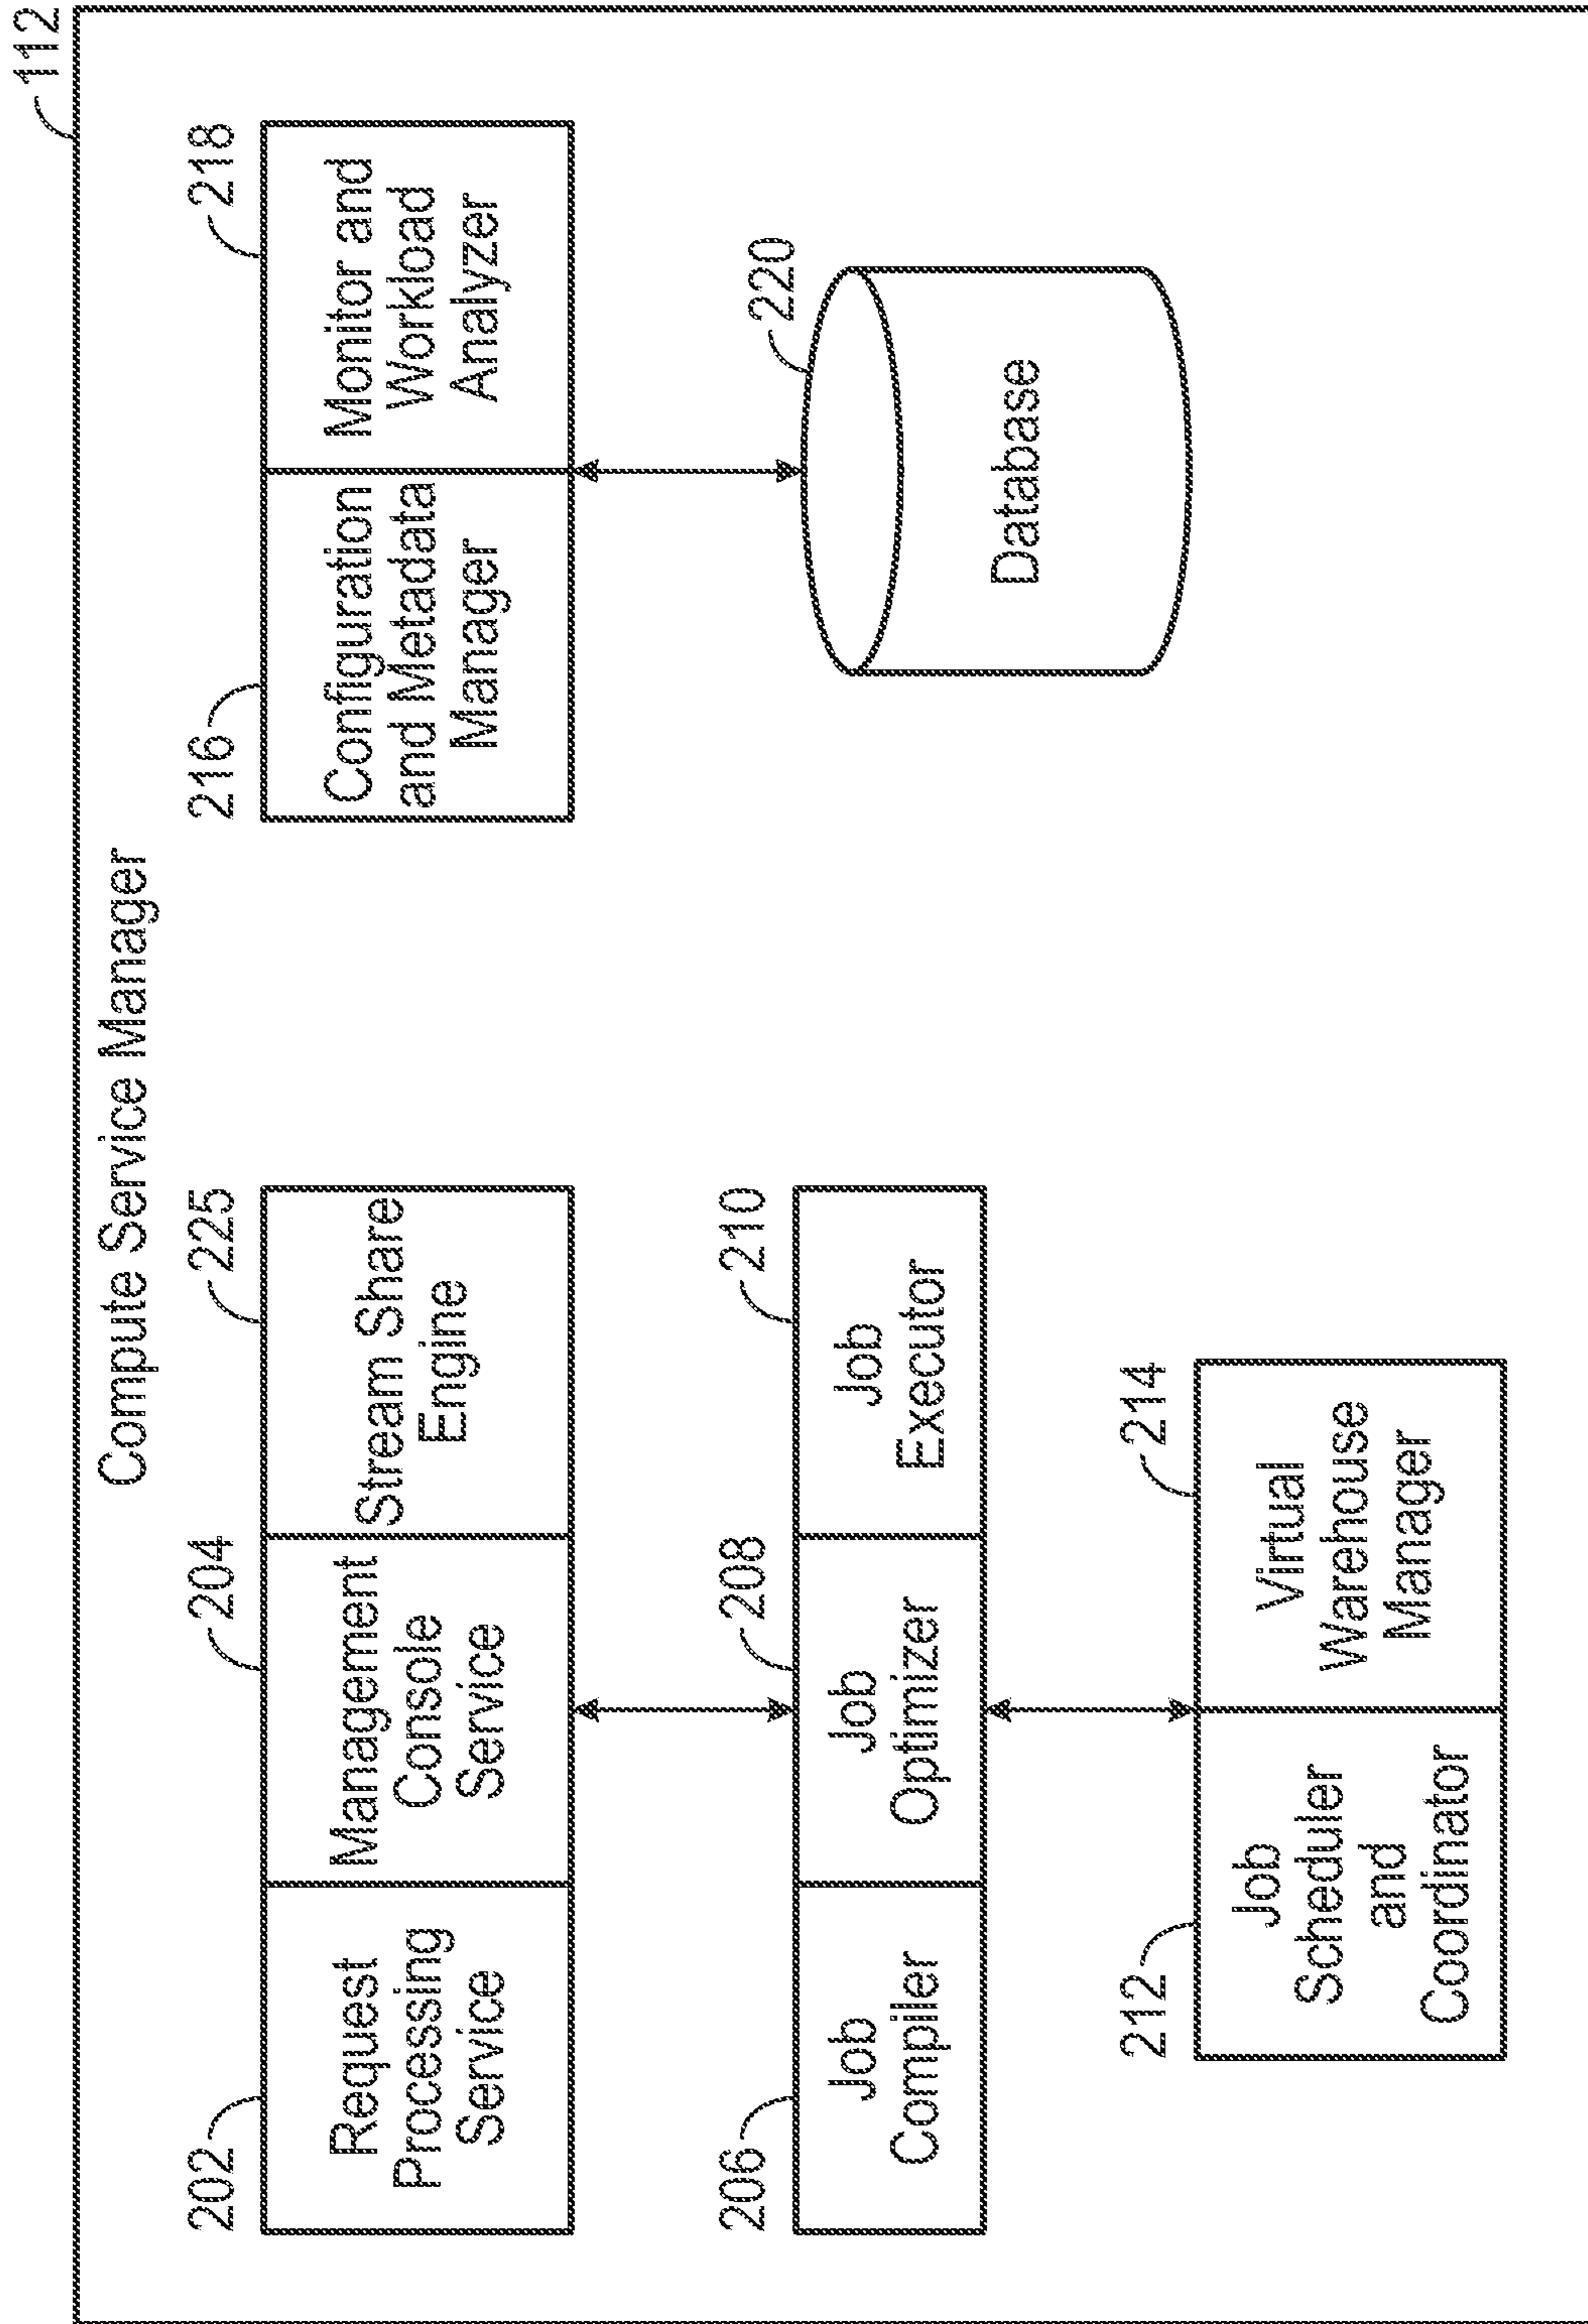 112
Compute Service Manager
202
Request
Processing
Service
204
Management
Console
Service
225
Stream Share
Engine
216
Configuration
and Metadata
Manager
218
Monitor and
Workload
Analyzer
206
Job
Compiler
208
Job
Optimizer
210
Job
Executor
220
Database
212
Job
Scheduler
and
Coordinator
214
Virtual
Warehouse
Manager